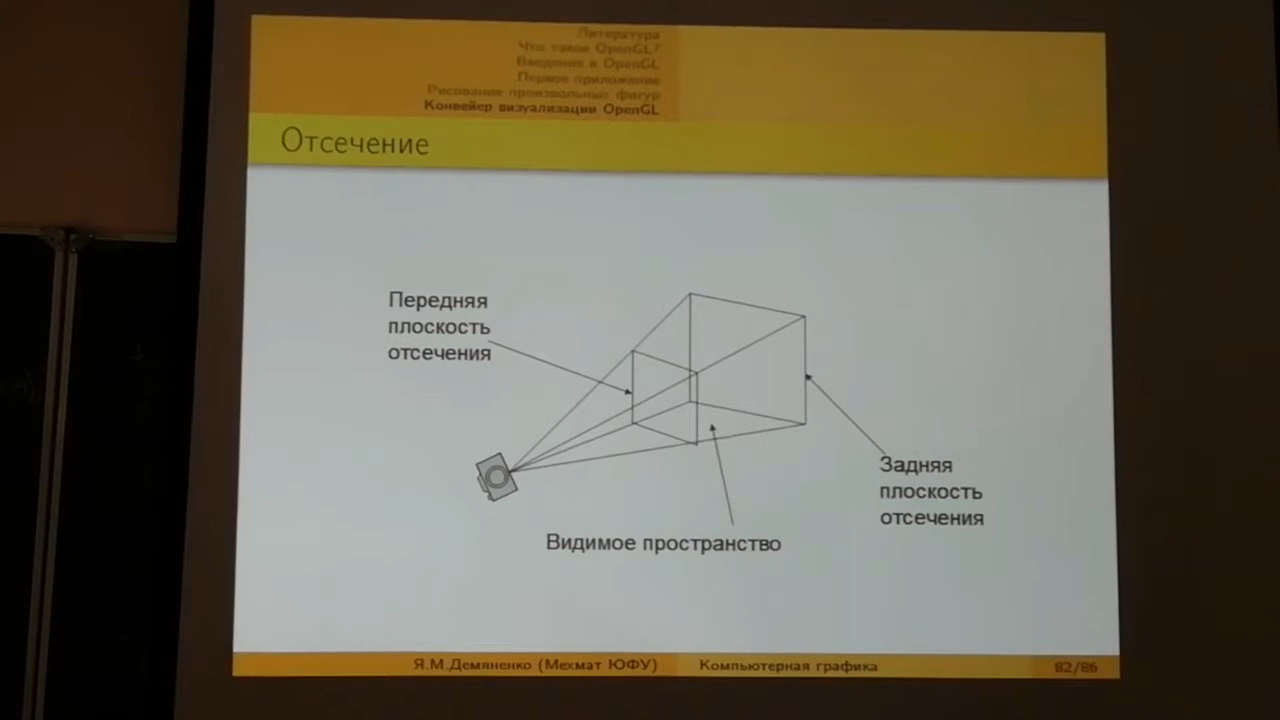 Литература
Что такое OpenGL?
Введение в OpenGL
Первое приложение
Рисование произвольных фигур
Конвейер визуализации OpenGL
Отсечение
Передняя
плоскость
отсечения
Задняя
плоскость
отсечения
Видимое пространство
Я.М.Демяненко (Мехмат ЮФУ)
Компьютерная графика
82/86